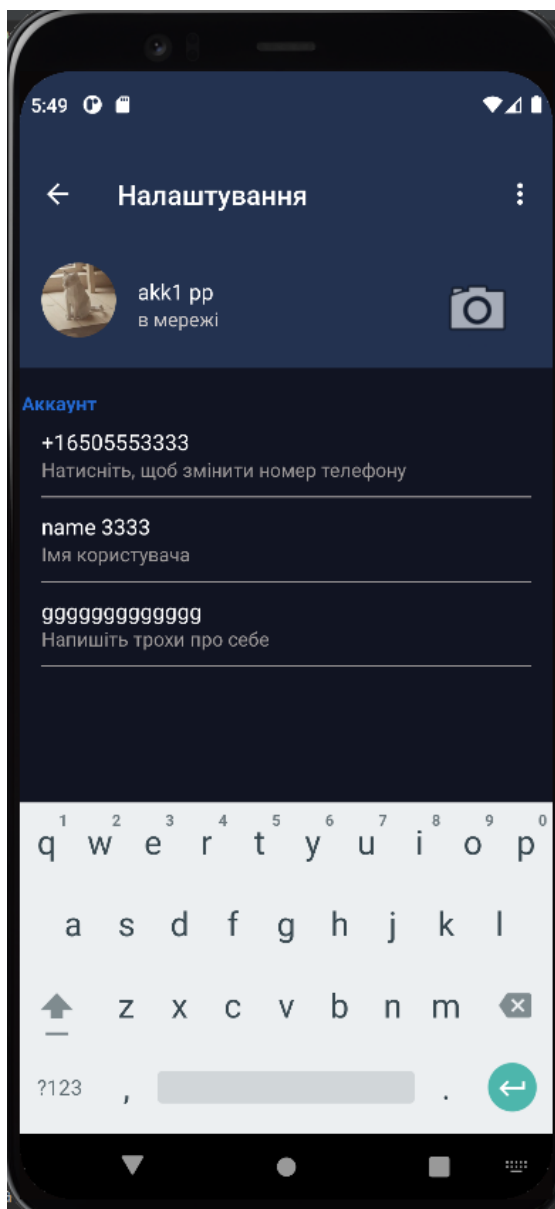 5:49
Налаштування
akk1 pp
в мережі
Аккаунт
+16505553333
Натисніть, щоб змінити номер телефону
name 3333
Імя користувача
ggggggggggggg
Напишіть трохи про себе
1 2 3 4 5 6 7 8 9 0
q w e r t y u i o p
a s d f g h j k l
z x c v b n m
?123 , .